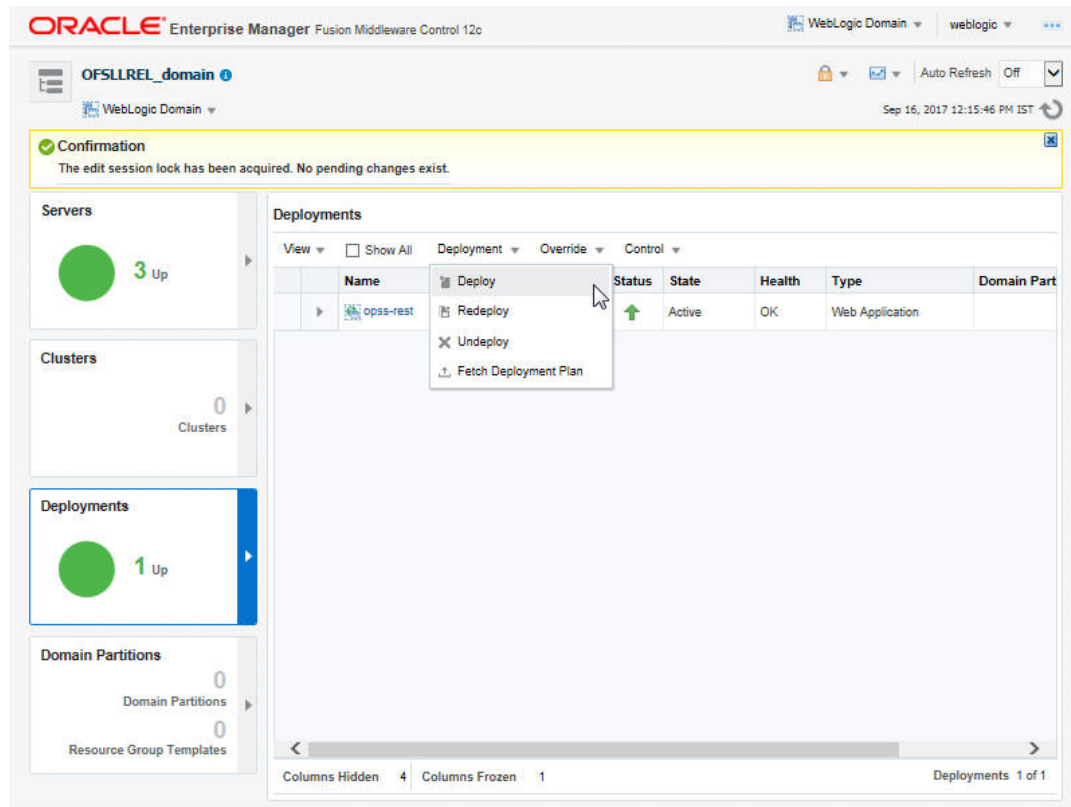 ORACLE Enterprise Manager Fusion Middleware Control 12c
WebLogic Domain
weblogic
OFSLLREL_domain
Auto Refresh Off
WebLogic Domain
Sep 16, 2017 12:15:46 PM IST
Confirmation
The edit session lock has been acquired. No pending changes exist.
Servers
3 Up
Clusters
0
Clusters
Deployments
1 Up
Domain Partitions
0
Domain Partitions
0
Resource Group Templates
Deployments
View Show All Deployment Override Control
Name Status State Health Type Domain Part
opss-rest Active OK Web Application
Deploy
Redeploy
Undeploy
Fetch Deployment Plan
Columns Hidden 4 Columns Frozen 1
Deployments 1 of 1